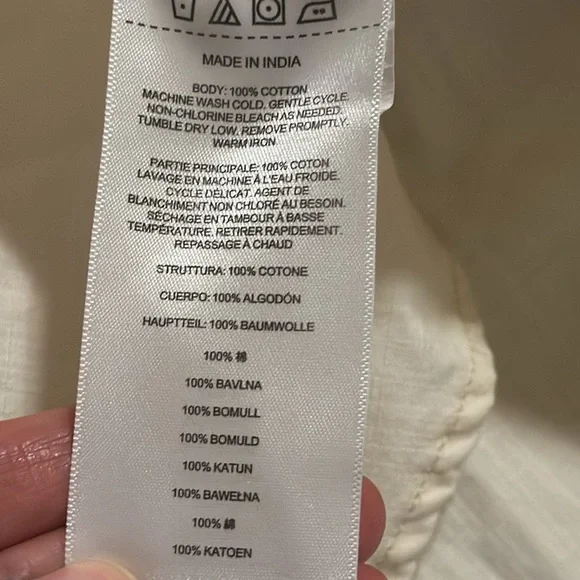 MADE IN INDIA
BODY: 100% COTTON
MACHINE WASH COLD. GENTLE CYCLE.
NON-CHLORINE BLEACH AS NEEDED.
TUMBLE DRY LOW. REMOVE PROMPTLY.
WARM IRON
PARTIE PRINCIPALE: 100% COTON
LAVAGE EN MACHINE À L'EAU FROIDE.
CYCLE DÉLICAT. AGENT DE
BLANCHIMENT NON CHLORÉ AU BESOIN.
SÉCHAGE EN TAMBOUR À BASSE
TEMPÉRATURE. RETIRER RAPIDEMENT.
REPASSAGE À CHAUD
STRUTTURA: 100% COTONE
CUERPO: 100% ALGODÓN
HAUPTTEIL: 100% BAUMWOLLE
100% 棉
100% BAVLNA
100% BOMULL
100% BOMULD
100% KATUN
100% BAWEŁNA
100% 綿
100% KATOEN